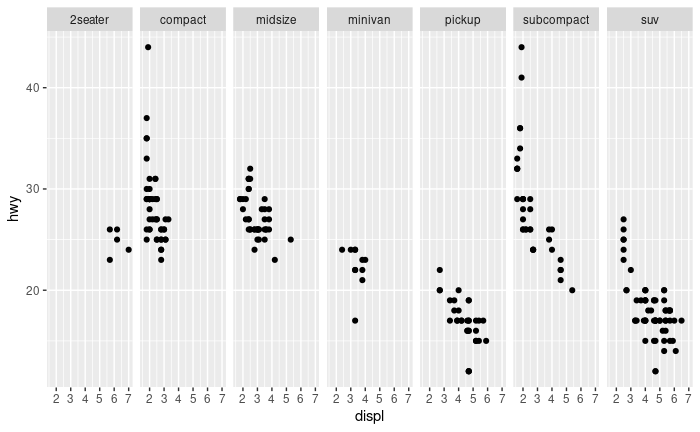 2seater compact midsize minivan pickup subcompact suv
40
30
20
hwy
2 3 4 5 6 7 2 3 4 5 6 7 2 3 4 5 6 7 2 3 4 5 6 7 2 3 4 5 6 7 2 3 4 5 6 7 2 3 4 5 6 7
displ